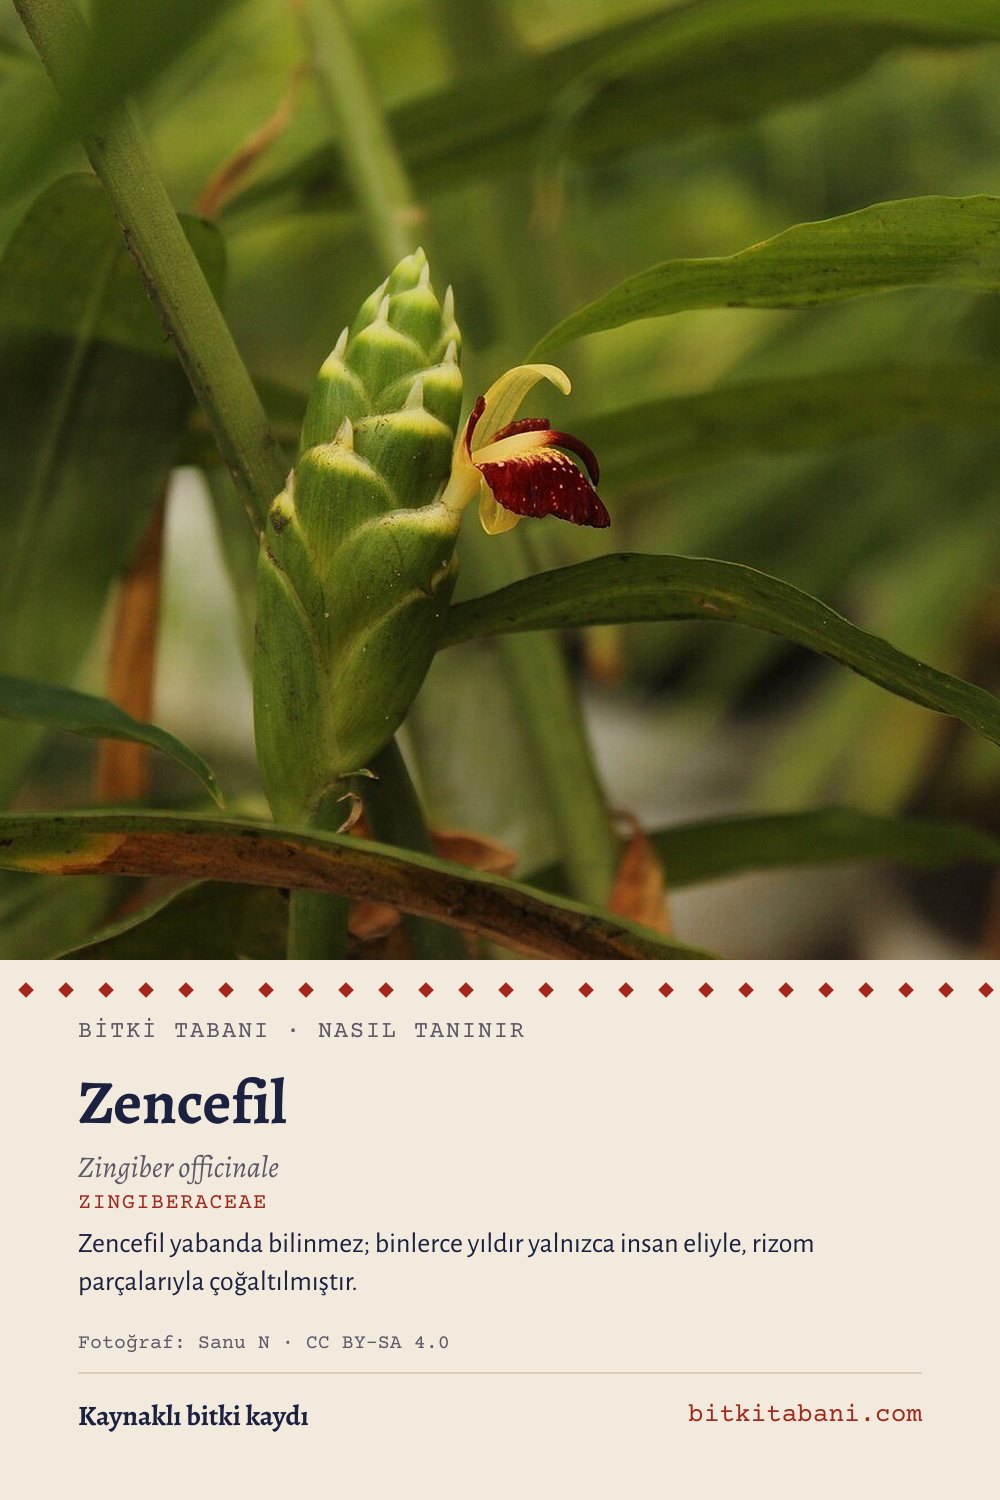 BİTKİ TABANI · NASIL TANINIR
Zencefil
Zingiber officinale
ZINGIBERACEAE
Zencefil yabanda bilinmez; binlerce yıldır yalnızca insan eliyle, rizom
parçalarıyla çoğaltılmıştır.
Fotoğraf: Sanu N · CC BY-SA 4.0
Kaynaklı bitki kaydı
bitkitabani.com